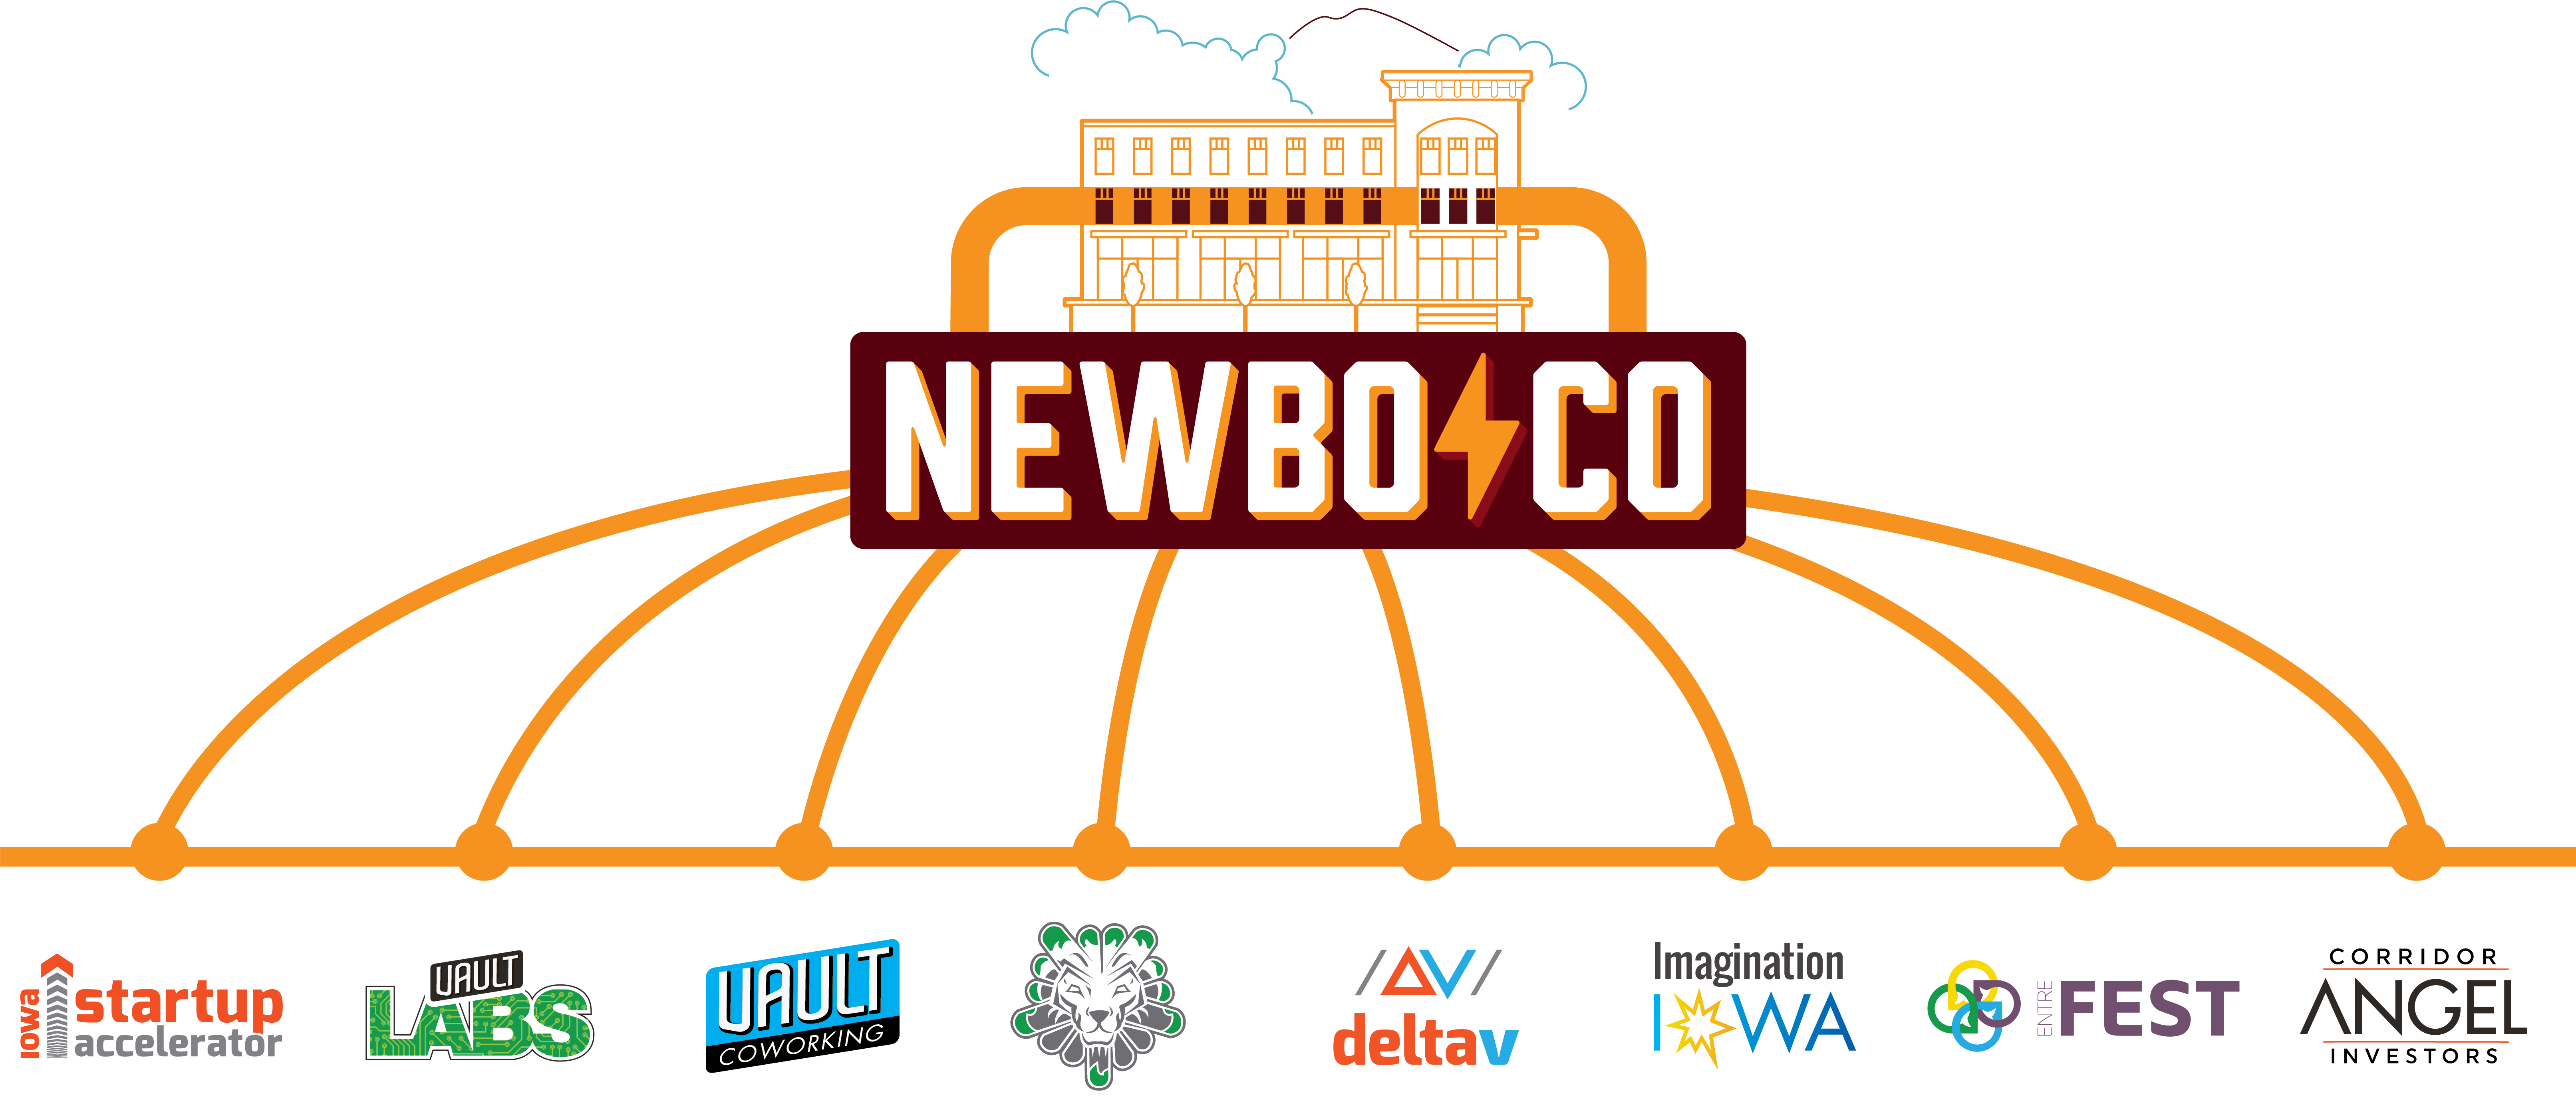 NEWBO CO
IOWA
startup
accelerator
VAULT
LABS
VAULT
COWORKING
/ΔV/
deltav
Imagination
IOWA
ENTRE
FEST
CORRIDOR
ANGEL
INVESTORS